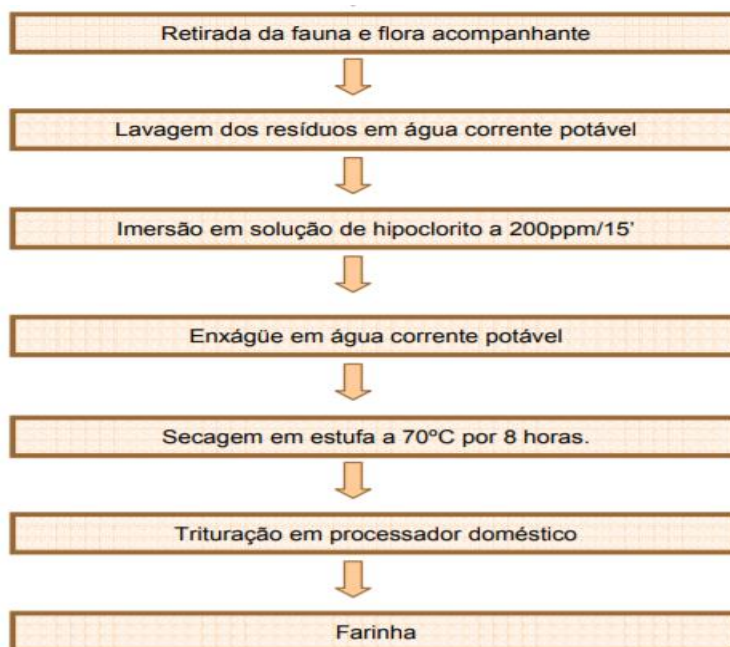 Retirada da fauna e flora acompanhante
Lavagem dos resíduos em água corrente potável
Imersão em solução de hipoclorito a 200ppm/15’
Enxágüe em água corrente potável
Secagem em estufa a 70ºC por 8 horas.
Trituração em processador doméstico
Farinha